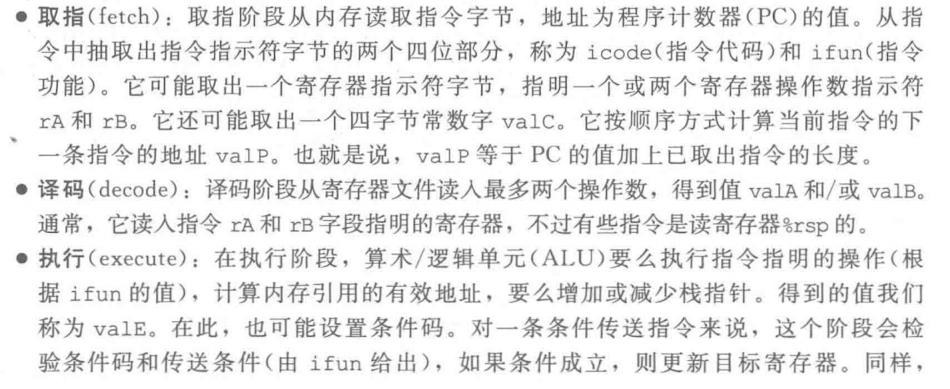 ● 取指(fetch)：取指阶段从内存读取指令字节，地址为程序计数器(PC)的值。从指
令中抽取出指令指示符字节的两个四位部分，称为 icode(指令代码)和 ifun(指令
功能)。它可能取出一个寄存器指示符字节，指明一个或两个寄存器操作数指示符
rA 和 rB。它还可能取出一个四字节常数字 valC。它按顺序方式计算当前指令的下
一条指令的地址 valP。也就是说，valP 等于 PC 的值加上已取出指令的长度。
● 译码(decode)：译码阶段从寄存器文件读入最多两个操作数，得到值 valA 和/或 valB。
通常，它读入指令 rA 和 rB 字段指明的寄存器，不过有些指令是读寄存器%rsp 的。
● 执行(execute)：在执行阶段，算术/逻辑单元(ALU)要么执行指令指明的操作(根
据 ifun 的值)，计算内存引用的有效地址，要么增加或减少栈指针。得到的值我们
称为 valE。在此，也可能设置条件码。对一条条件传送指令来说，这个阶段会检
验条件码和传送条件(由 ifun 给出)，如果条件成立，则更新目标寄存器。同样，